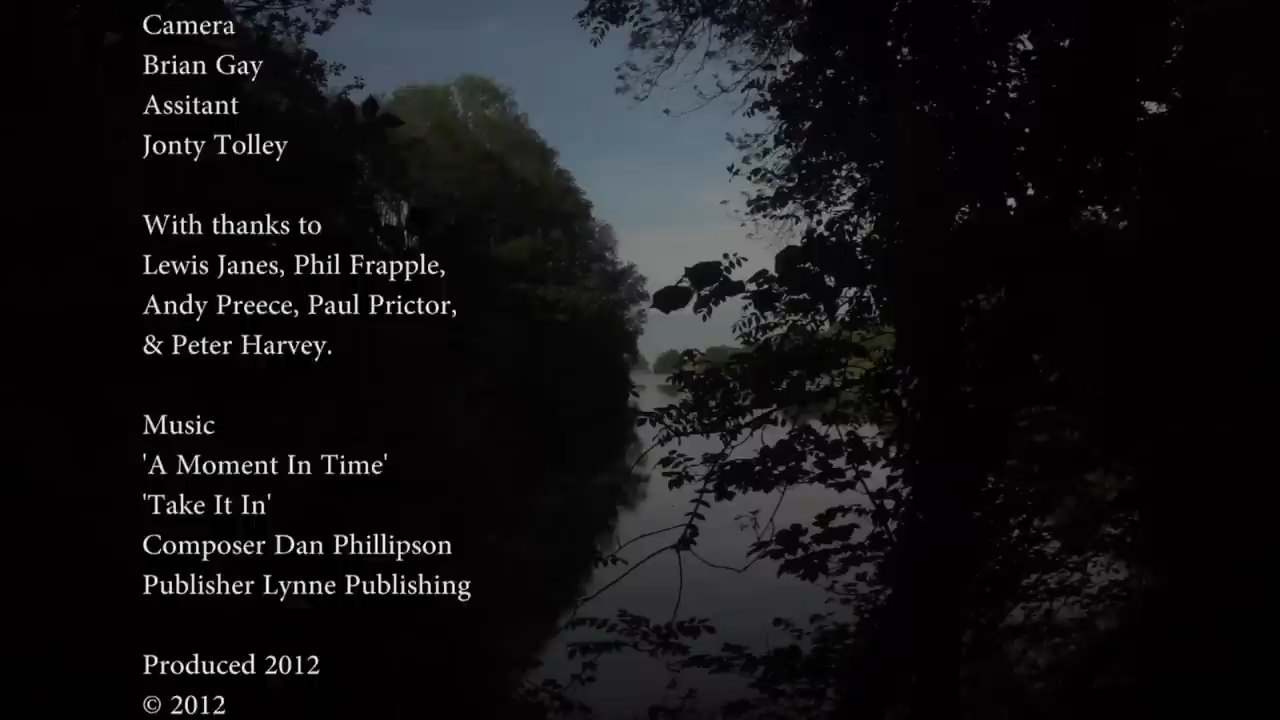 Camera
Brian Gay
Assitant
Jonty Tolley
With thanks to
Lewis Janes, Phil Frapple,
Andy Preece, Paul Prictor,
& Peter Harvey.
Music
'A Moment In Time'
'Take It In'
Composer Dan Phillipson
Publisher Lynne Publishing
Produced 2012
© 2012